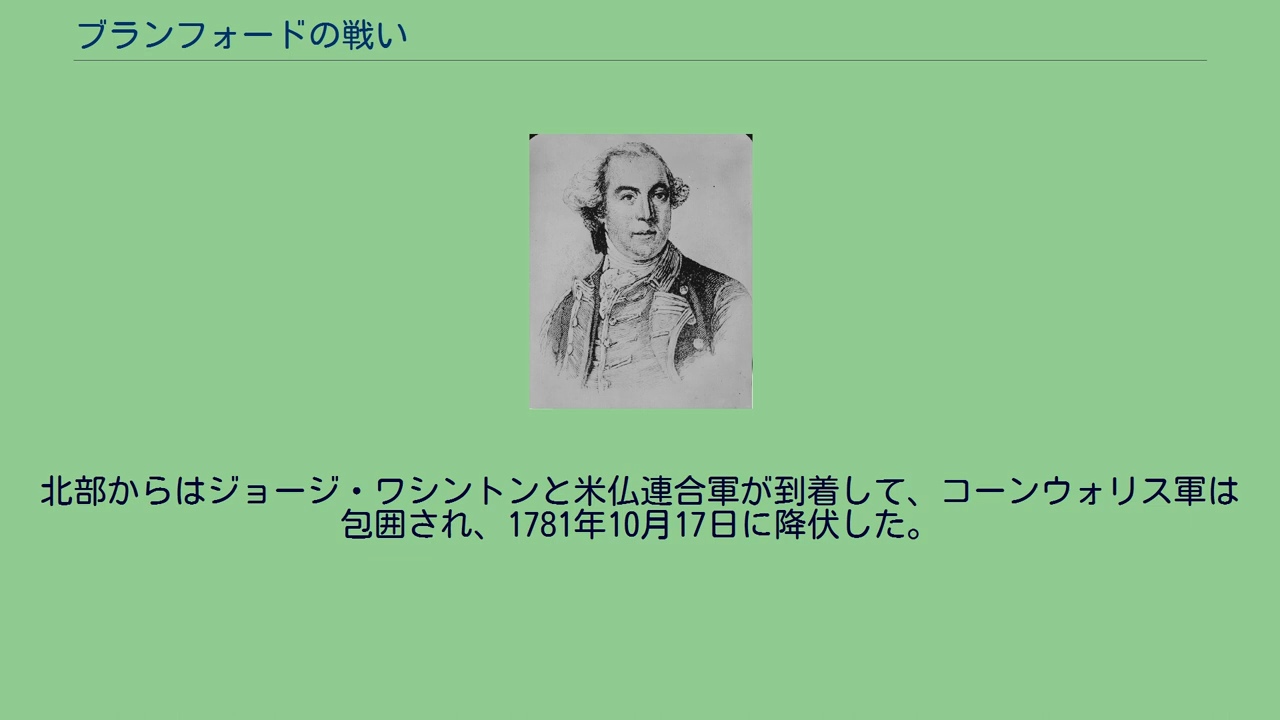 ブランフォードの戦い
北部からはジョージ・ワシントンと米仏連合軍が到着して、コーンウォリス軍は
包囲され、1781年10月17日に降伏した。